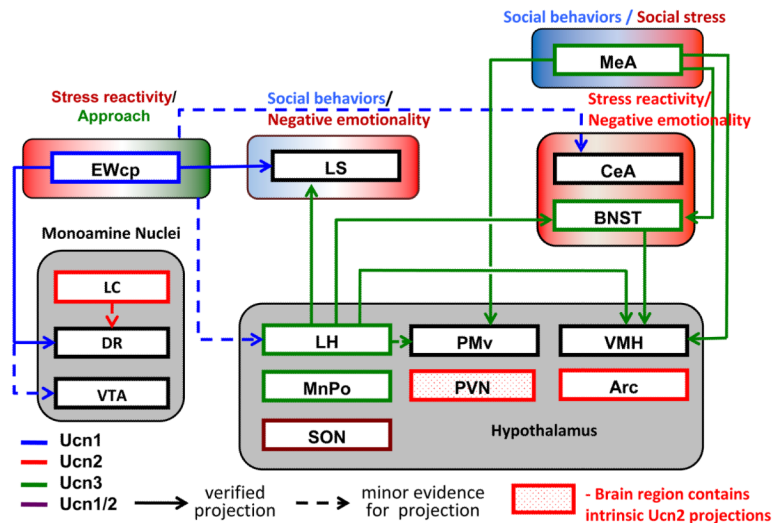 Social behaviors / Social stress
MeA
Stress reactivity/
Approach
Social behaviors/
Negative emotionality
Stress reactivity/
Negative emotionality
EWcp
LS
CeA
BNST
Monoamine Nuclei
LC
DR
VTA
LH
PMv
VMH
MnPo
PVN
Arc
SON
Hypothalamus
Ucn1
Ucn2
Ucn3
Ucn1/2
verified
projection
minor evidence
for projection
- Brain region contains
intrinsic Ucn2 projections